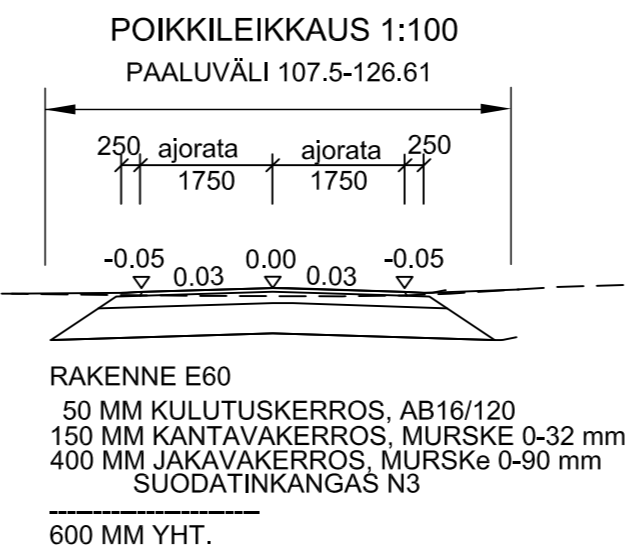 POIKKILEIKKAUS 1:100
PAALUVÄLI 107.5-126.61
250 ajorata ajorata 250
1750 1750
-0.05 0.00 -0.05
0.03 0.03
RAKENNE E60
50 MM KULUTUSKERROS, AB16/120
150 MM KANTAVAKERROS, MURSKE 0-32 mm
400 MM JAKAVAKERROS, MURSKe 0-90 mm
SUODATINKANGAS N3
------------------------
600 MM YHT.